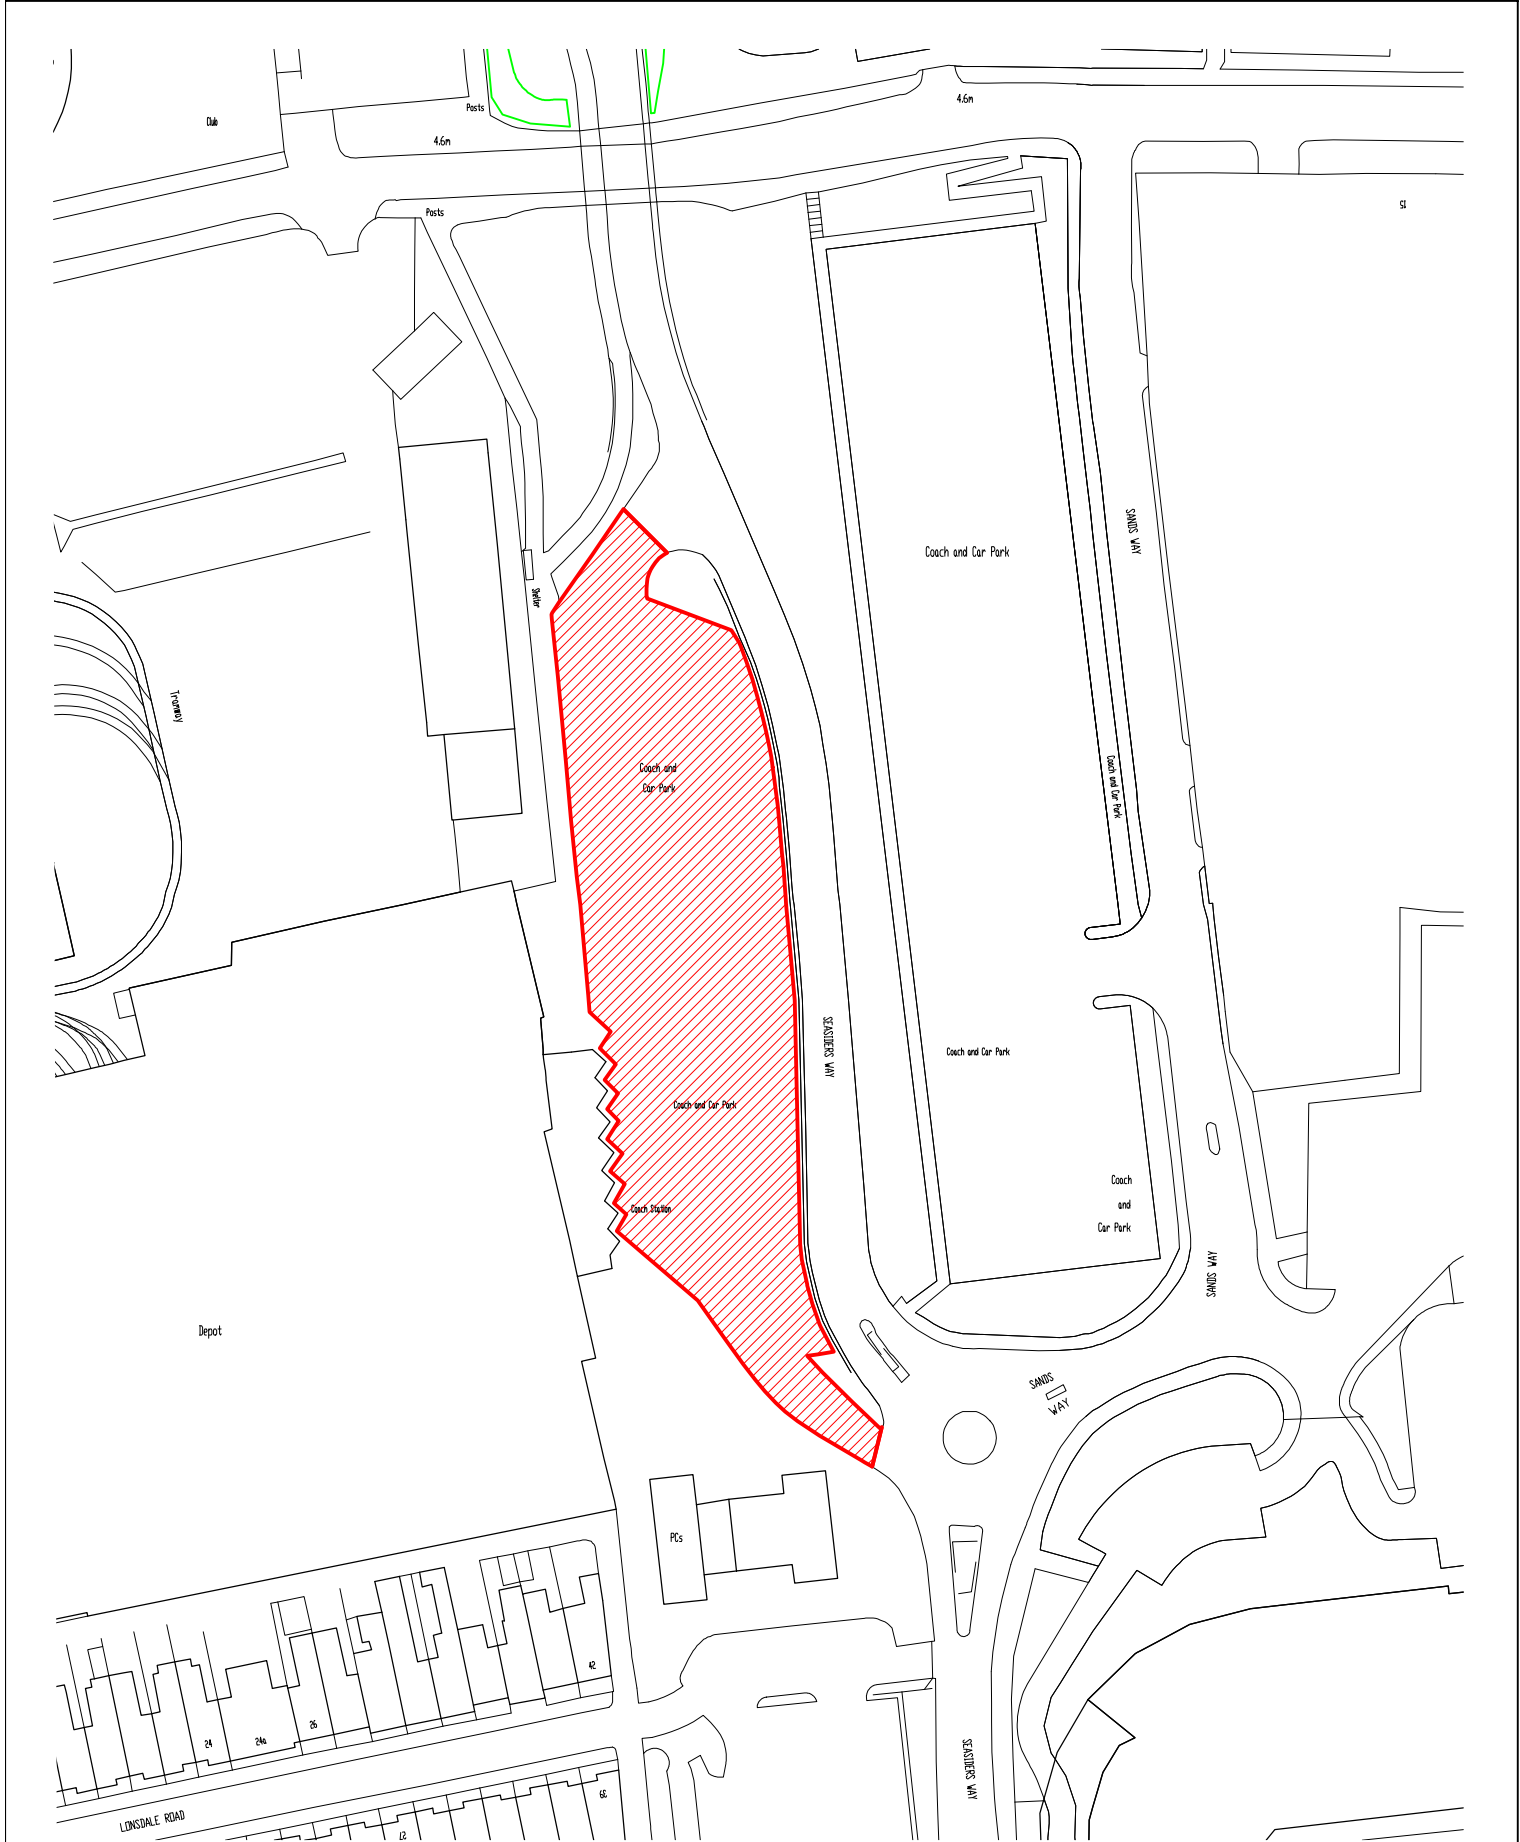 Club
Posts
4.6m
4.6m
Posts
15
SANDS WAY
Coach and Car Park
Shelter
Tramway
Coach and
Car Park
Coach and Car Park
SEASIDERS WAY
Coach and Car Park
Coach and Car Park
Coach
and
Car Park
Coach Station
SANDS WAY
Depot
SANDS
WAY
PCs
42
26
24
24a
SEASIDERS WAY
LONSDALE ROAD